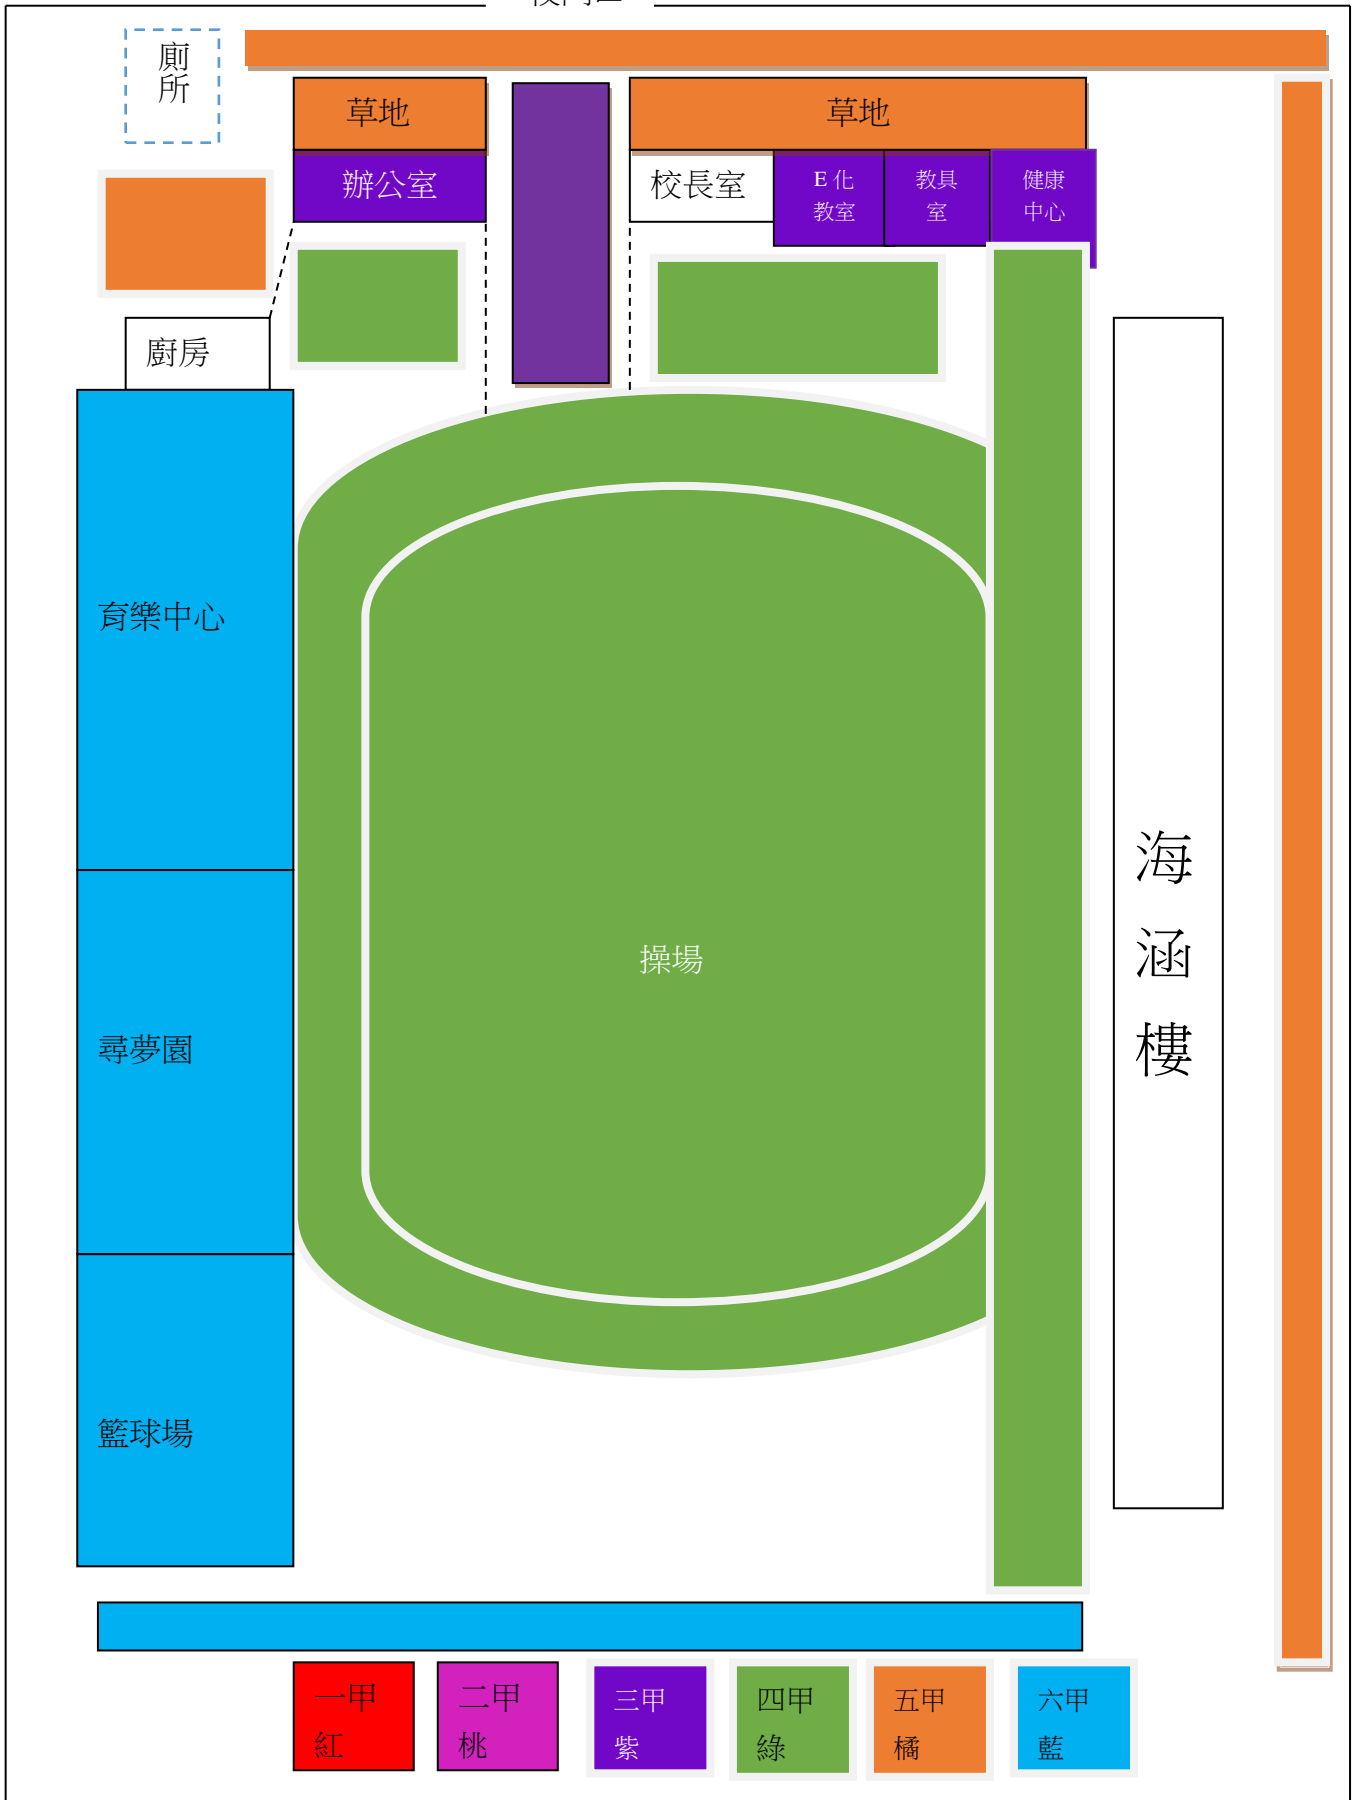 廁
所
草地
草地
辦公室
校長室
E 化
教室
教具
室
健康
中心
廚房
育樂中心
海
涵
樓
操場
尋夢園
籃球場
一甲
紅
二甲
桃
三甲
紫
四甲
綠
五甲
橘
六甲
藍